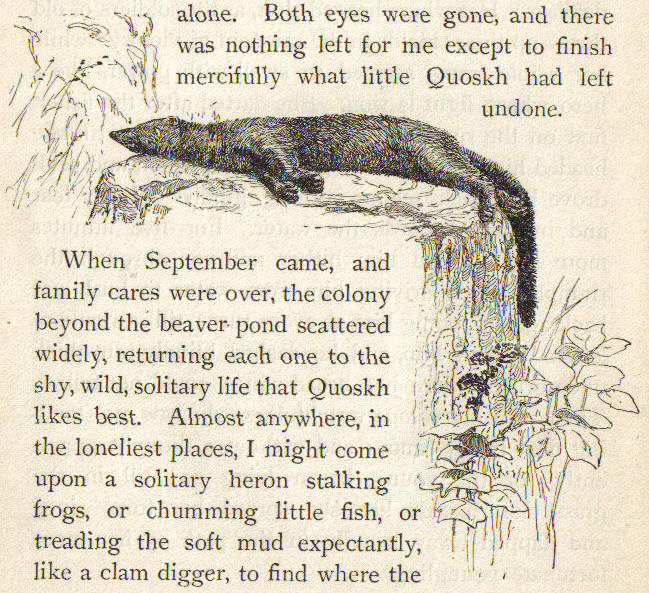 alone. Both eyes were gone, and there
was nothing left for me except to finish
mercifully what little Quoskh had left
undone.
When September came, and
family cares were over, the colony
beyond the beaver pond scattered
widely, returning each one to the
shy, wild, solitary life that Quoskh
likes best. Almost anywhere, in
the loneliest places, I might come
upon a solitary heron stalking
frogs, or chumming little fish, or
treading the soft mud expectantly,
like a clam digger, to find where the